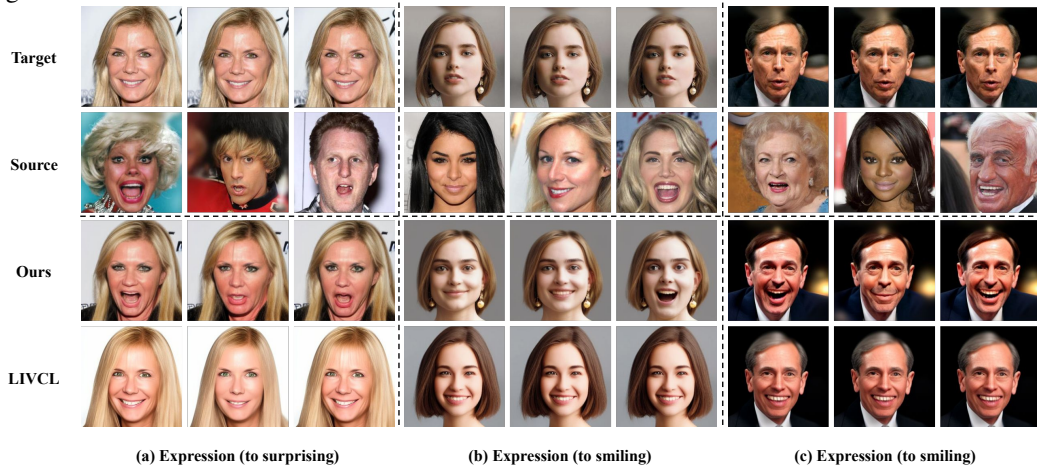 Target
Source
Ours
LIVCL
(a) Expression (to surprising)
(b) Expression (to smiling)
(c) Expression (to smiling)